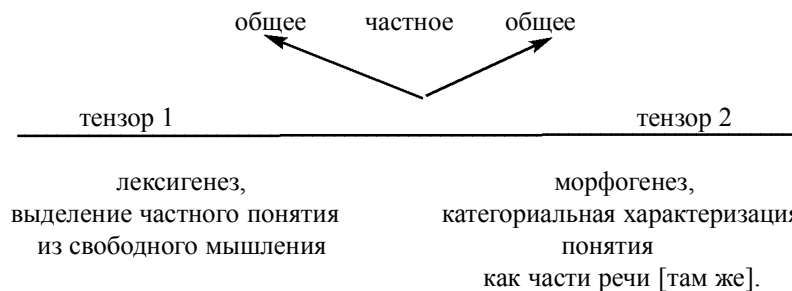 общее частное общее
тензор 1 тензор 2
лексигенез, морфогенез,
выделение частного понятия категориальная характеризация
из свободного мышления понятия
как части речи [там же].